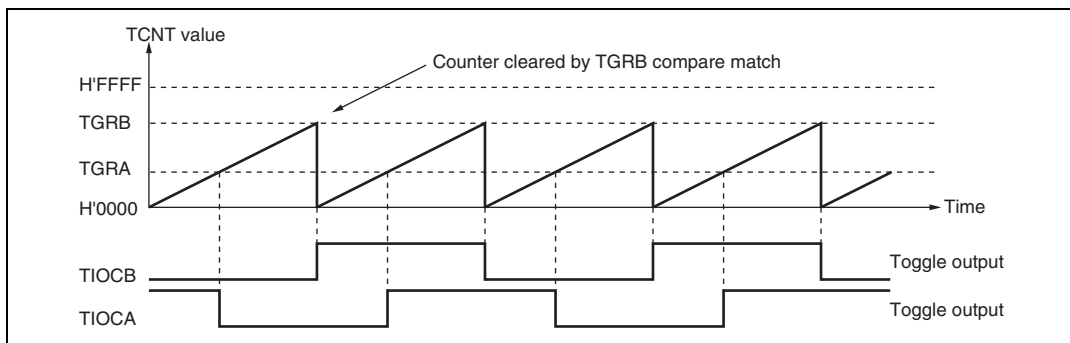 TCNT value
Counter cleared by TGRB compare match
H'FFFF
TGRB
TGRA
H'0000
Time
TIOCB
Toggle output
TIOCA
Toggle output